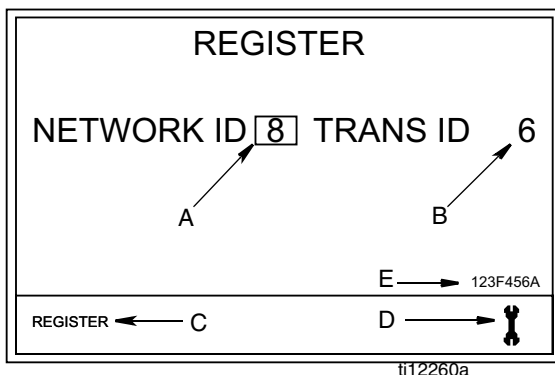 REGISTER
NETWORK ID 8 TRANS ID 6
A B
E 123F456A
REGISTER C D
ti12260a